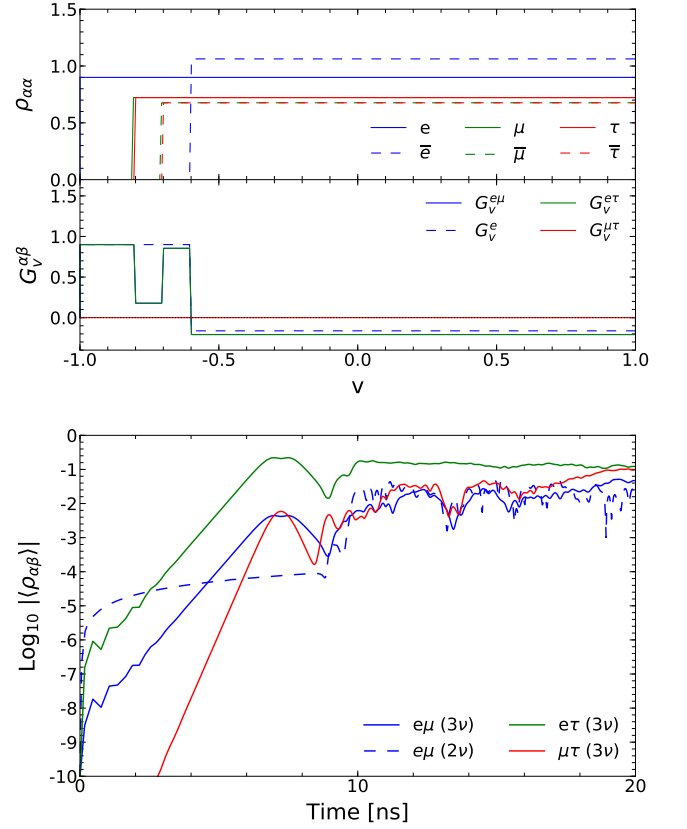 1.5
1.0
0.5
0.0
ραα
e
μ
τ
e̅
μ̅
τ̅
1.5
1.0
0.5
0.0
G_v^{αβ}
G_v^{eμ}
G_v^{eτ}
G_v^{e}
G_v^{μτ}
-1.0
-0.5
0.0
0.5
1.0
v
0
-1
-2
-3
-4
-5
-6
-7
-8
-9
-10
Log₁₀ |⟨ραβ⟩|
eμ (3ν)
eτ (3ν)
eμ (2ν)
μτ (3ν)
0
10
20
Time [ns]